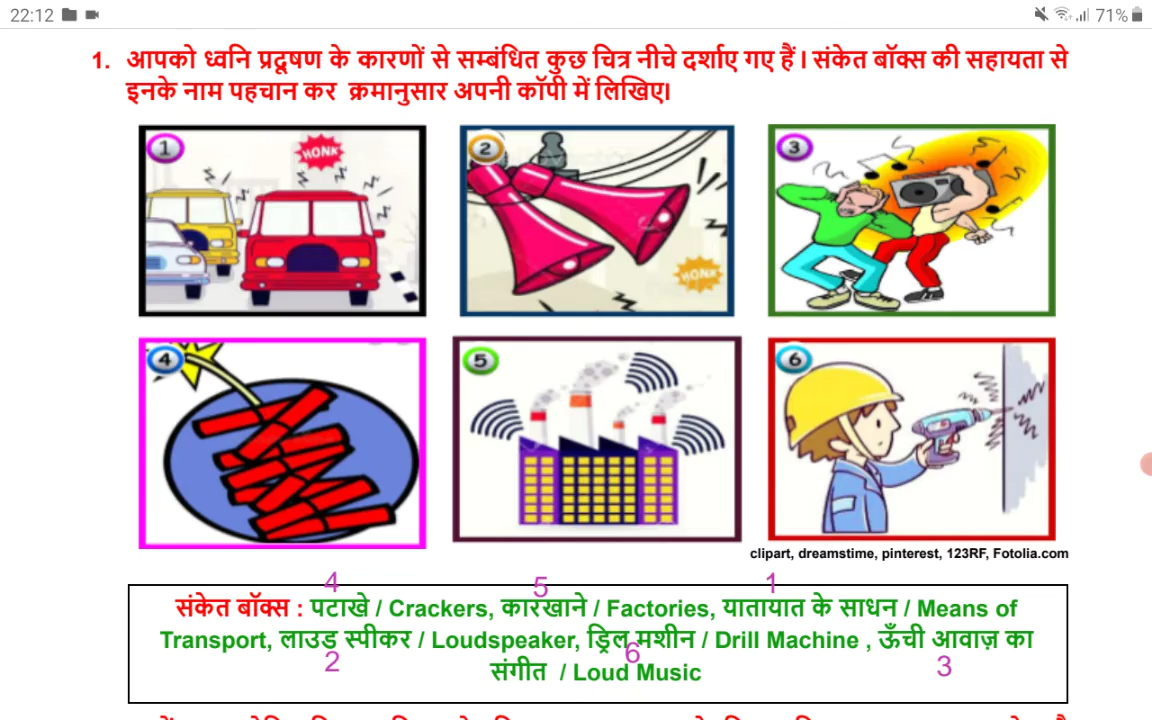 22:12 71%
1. आपको ध्वनि प्रदूषण के कारणों से सम्बंधित कुछ चित्र नीचे दर्शाए गए हैं। संकेत बॉक्स की सहायता से
इनके नाम पहचान कर क्रमानुसार अपनी कॉपी में लिखिए।
1 HONK
2 HONK
3
4
5
6
clipart, dreamstime, pinterest, 123RF, Fotolia.com
4 5 1
संकेत बॉक्स : पटाखे / Crackers, कारखाने / Factories, यातायात के साधन / Means of
Transport, लाउड स्पीकर / Loudspeaker, ड्रिल मशीन / Drill Machine , ऊँची आवाज़ का
2 6 3
संगीत / Loud Music